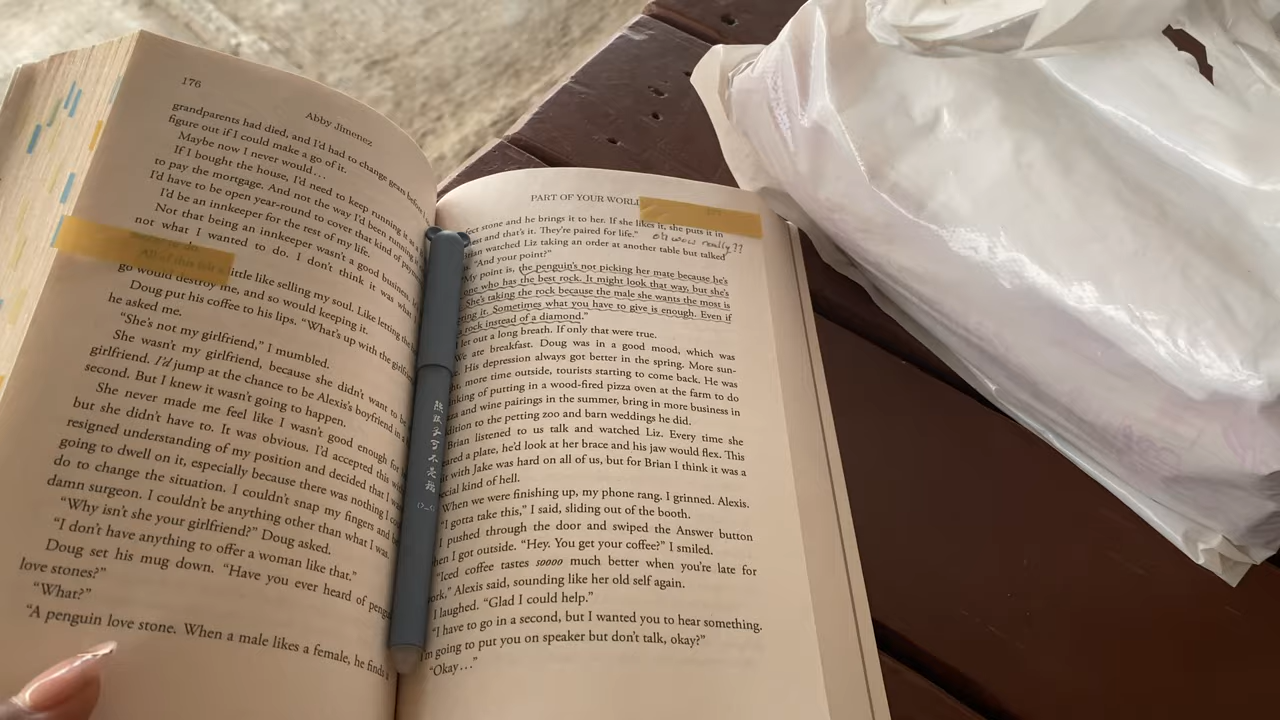 176
Abby Jimenez
grandparents had died, and I'd had to change gears before I
figure out if I could make a go of it.
Maybe now I never would...
If I bought the house, I'd need to keep running it as
to pay the mortgage. And not the way I'd been running it
I'd have to be open year-round to cover that kind of
I'd be an innkeeper for the rest of my life.
Not that being an innkeeper wasn't a good business.
not what I wanted to do. I don't think it was what
All of this felt a little like selling my soul. Like letting the
go would destroy me, and so would keeping it.
Doug put his coffee to his lips. "What's up with the girlfriend
he asked me.
"She's not my girlfriend," I mumbled.
She wasn't my girlfriend, because she didn't want to be
girlfriend. I'd jump at the chance to be Alexis's boyfriend in a
second. But I knew it wasn't going to happen.
She never made me feel like I wasn't good enough for
but she didn't have to. It was obvious. I'd accepted this with
resigned understanding of my position and decided that I was
going to dwell on it, especially because there was nothing I could
do to change the situation. I couldn't snap my fingers and be
damn surgeon. I couldn't be anything other than what I was.
"Why isn't she your girlfriend?" Doug asked.
"I don't have anything to offer a woman like that."
Doug set his mug down. "Have you ever heard of penguin
love stones?"
"What?"
"A penguin love stone. When a male likes a female, he finds a
PART OF YOUR WORLD
fect stone and he brings it to her. If she likes it, she puts it in
est and that's it. They're paired for life."
oh wow really??
rian watched Liz taking an order at another table but talked
"And your point?"
"My point is, the penguin's not picking her mate because he's
one who has the best rock. It might look that way, but she's
She's taking the rock because the male she wants the most is
ering it. Sometimes what you have to give is enough. Even if
rock instead of a diamond."
let out a long breath. If only that were true.
We ate breakfast. Doug was in a good mood, which was
His depression always got better in the spring. More sun-
ht, more time outside, tourists starting to come back. He was
nking of putting in a wood-fired pizza oven at the farm to do
zza and wine pairings in the summer, bring in more business in
dition to the petting zoo and barn weddings he did.
Brian listened to us talk and watched Liz. Every time she
eared a plate, he'd look at her brace and his jaw would flex. This
it with Jake was hard on all of us, but for Brian I think it was a
ecial kind of hell.
When we were finishing up, my phone rang. I grinned. Alexis.
"I gotta take this," I said, sliding out of the booth.
I pushed through the door and swiped the Answer button
hen I got outside. "Hey. You get your coffee?" I smiled.
"Iced coffee tastes soooo much better when you're late for
ork," Alexis said, sounding like her old self again.
I laughed. "Glad I could help."
"I have to go in a second, but I wanted you to hear something.
I'm going to put you on speaker but don't talk, okay?"
"Okay..."